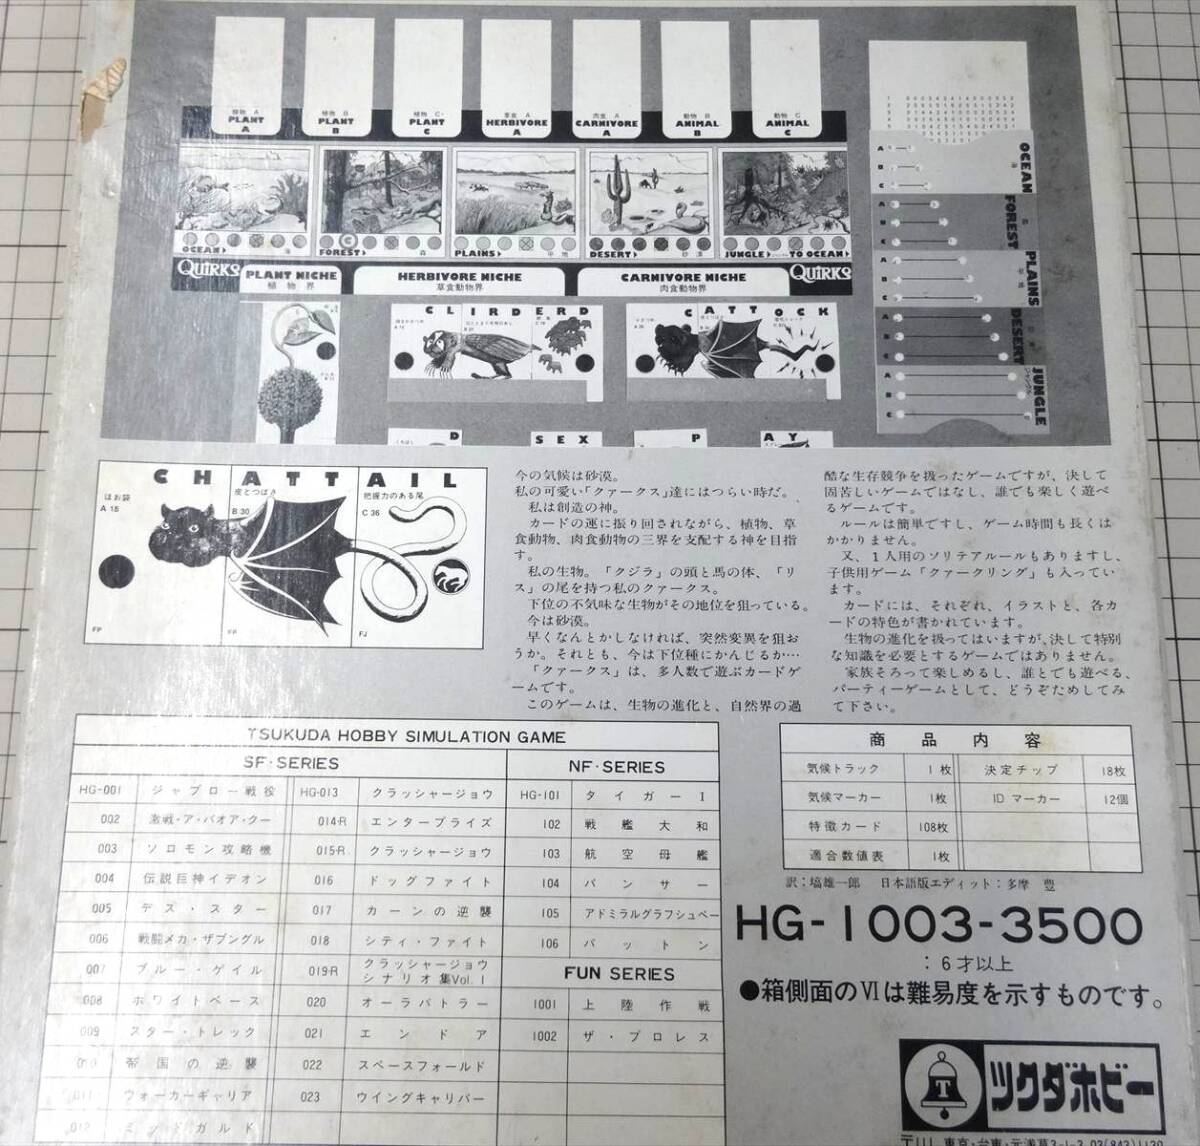 植物 A
PLANT
A
植物 B
PLANT
B
植物 C
PLANT
C
草食 A
HERBIVORE
A
肉食 A
CARNIVORE
A
動物 B
ANIMAL
B
動物 C
ANIMAL
C
OCEAN
海
FOREST
森
PLAINS
平地
DESERT
砂漠
JUNGLE
TO OCEAN
QUIRKS
PLANT NICHE
植物界
HERBIVORE NICHE
草食動物界
CARNIVORE NICHE
肉食動物界
QUIRKS
CLIRDERD
CATTOCK
D
SEX
P
AY
A
B
C
OCEAN
A
B
C
FOREST
A
B
C
PLAINS
A
B
C
DESERT
A
B
C
JUNGLE
CHATTAIL
ほお袋
A 15
皮とつばさ
B 30
把握力のある尾
C 36
FP
FP
FJ
今の気候は砂漠。
私の可愛い「クァークス」達にはつらい時だ。
私は創造の神。
カードの運に振り回されながら、植物、草
食動物、肉食動物の三界を支配する神を目指
す。
私の生物。「クジラ」の頭と馬の体、「リ
ス」の尾を持つ私のクァークス。
下位の不気味な生物がその地位を狙っている。
今は砂漠。
早くなんとかしなければ、突然変異を狙お
うか。それとも、今は下位種にかんじるか…
「クァークス」は、多人数で遊ぶカードゲ
ームです。
このゲームは、生物の進化と、自然界の過
酷な生存競争を扱ったゲームですが、決して
固苦しいゲームではなし、誰でも楽しく遊べ
るゲームです。
ルールは簡単ですし、ゲーム時間も長くは
かかりません。
又、1人用のソリテアルールもありますし、
子供用ゲーム「クァークリング」も入ってい
ます。
カードには、それぞれ、イラストと、各カ
ードの特色が書かれています。
生物の進化を扱ってはいますが、決して特別
な知識を必要とするゲームではありません。
家族そろって楽しめるし、誰とでも遊べる、
パーティーゲームとして、どうぞためしてみ
て下さい。
TSUKUDA HOBBY SIMULATION GAME
SF·SERIES
HG-001 ジャブロー戦役
002 激戦・ア・バオア・クー
003 ソロモン攻略機
004 伝説巨神イデオン
005 デス・スター
006 戦闘メカ・ザブングル
007 ブルー・ゲイル
008 ホワイトベース
009 スター・トレック
010 帝国の逆襲
011 ウォーカーギャリア
012 ミッドガルド
HG-013 クラッシャージョウ
014-R エンタープライズ
015-R クラッシャージョウ
016 ドッグファイト
017 カーンの逆襲
018 シティ・ファイト
019-R クラッシャージョウ
シナリオ集Vol. 1
020 オーラバトラー
021 エンドア
022 スペースフォールド
023 ウイングキャリバー
NF·SERIES
HG-101 タイガーI
102 戦艦大和
103 航空母艦
104 パンサー
105 アドミラルグラフシュペー
106 パットン
FUN SERIES
1001 上陸作戦
1002 ザ・プロレス
商品内容
気候トラック 1枚 決定チップ 18枚
気候マーカー 1枚 IDマーカー 12個
特徴カード 108枚
適合数値表 1枚
訳：塙雄一郎 日本語版エディット：多摩 豊
HG-1003-3500
：6才以上
●箱側面のⅥは難易度を示すものです。
T
ツクダホビー
〒111 東京・台東・元浅草3-1-3 03(843)1129